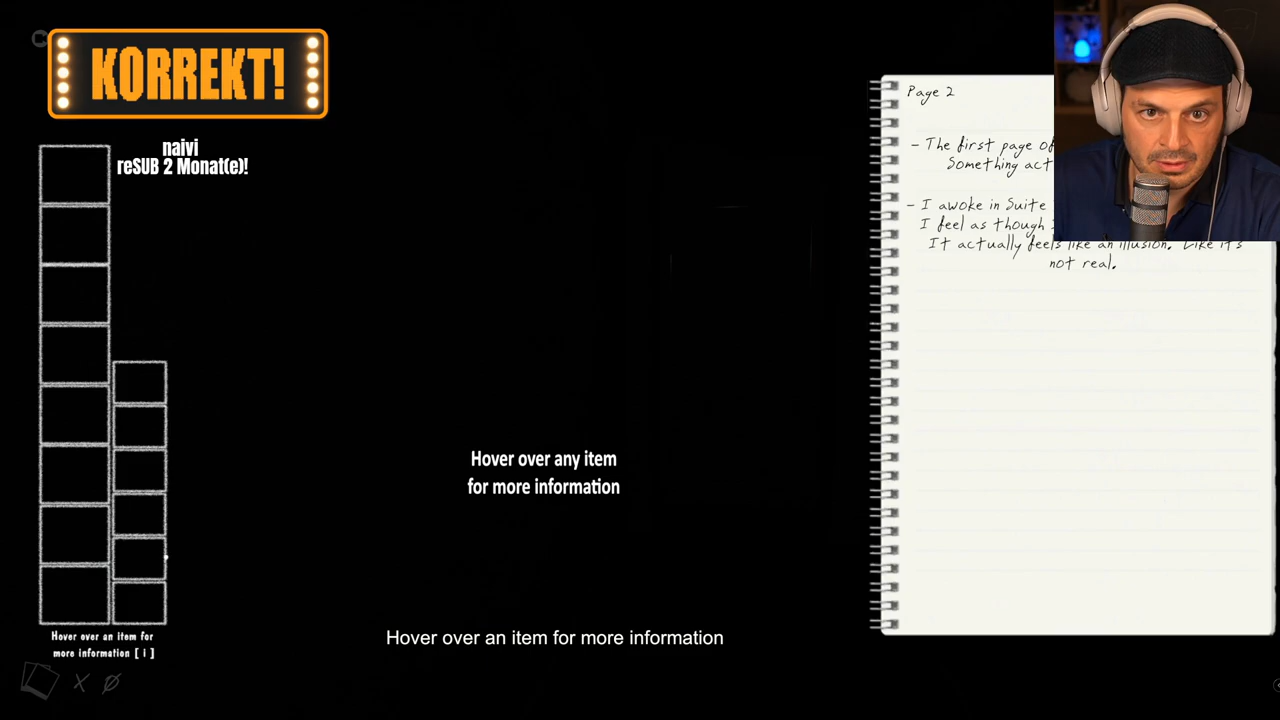 KORREKT!
naivi
reSUB 2 Monat(e)!
Page 2
- The first page of
Something act
- I awoke in Suite
I feel as though I
It actually feels like an illusion. Like it's
not real.
Hover over any item
for more information
Hover over an item for more information
Hover over an item for
more information [ i ]